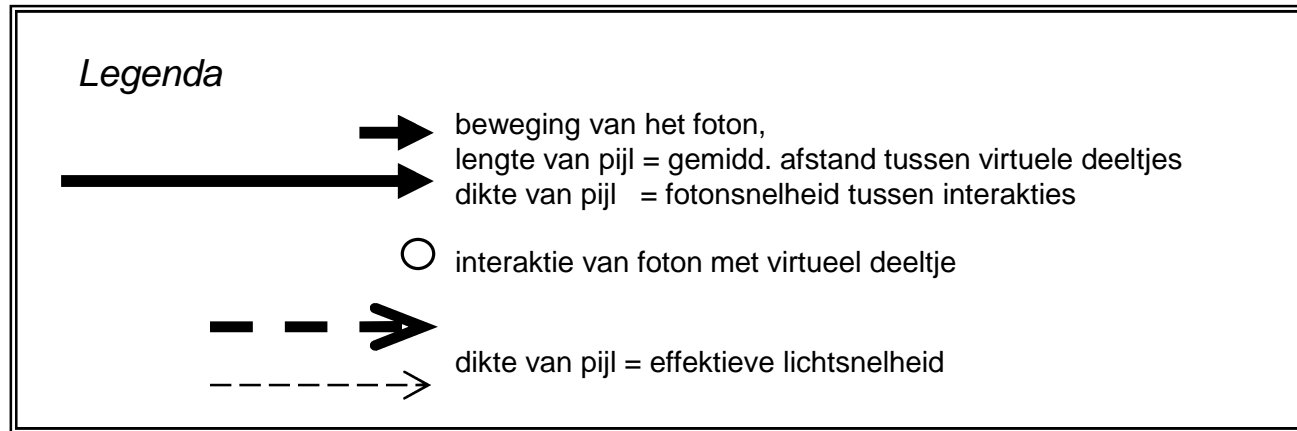 Legenda
beweging van het foton,
lengte van pijl = gemidd. afstand tussen virtuele deeltjes
dikte van pijl = fotonsnelheid tussen interakties
interaktie van foton met virtueel deeltje
dikte van pijl = effektieve lichtsnelheid